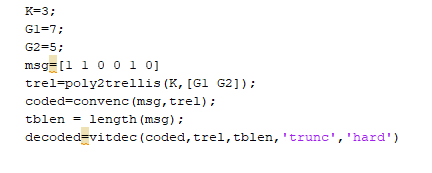 K=3;
G1=7;
G2=5;
msg=[1 1 0 0 1 0]
trel=poly2trellis(K,[G1 G2]);
coded=convenc(msg,trel);
tblen = length(msg);
decoded=vitdec(coded,trel,tblen,'trunc','hard')